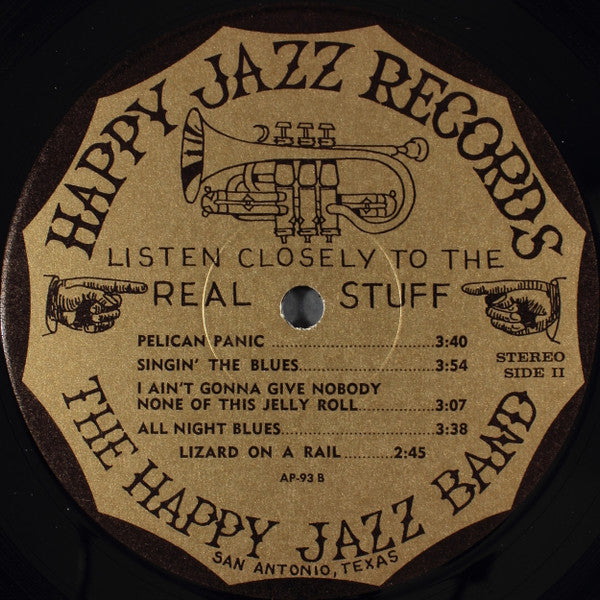 HAPPY JAZZ RECORDS
LISTEN CLOSELY TO THE
REAL STUFF
PELICAN PANIC ........................ 3:40
SINGIN' THE BLUES........................ 3:54
I AIN'T GONNA GIVE NOBODY
NONE OF THIS JELLY ROLL............. 3:07
ALL NIGHT BLUES........................ 3:38
LIZARD ON A RAIL ......... 2:45
STEREO
SIDE II
AP-93 B
THE HAPPY JAZZ BAND
SAN ANTONIO, TEXAS